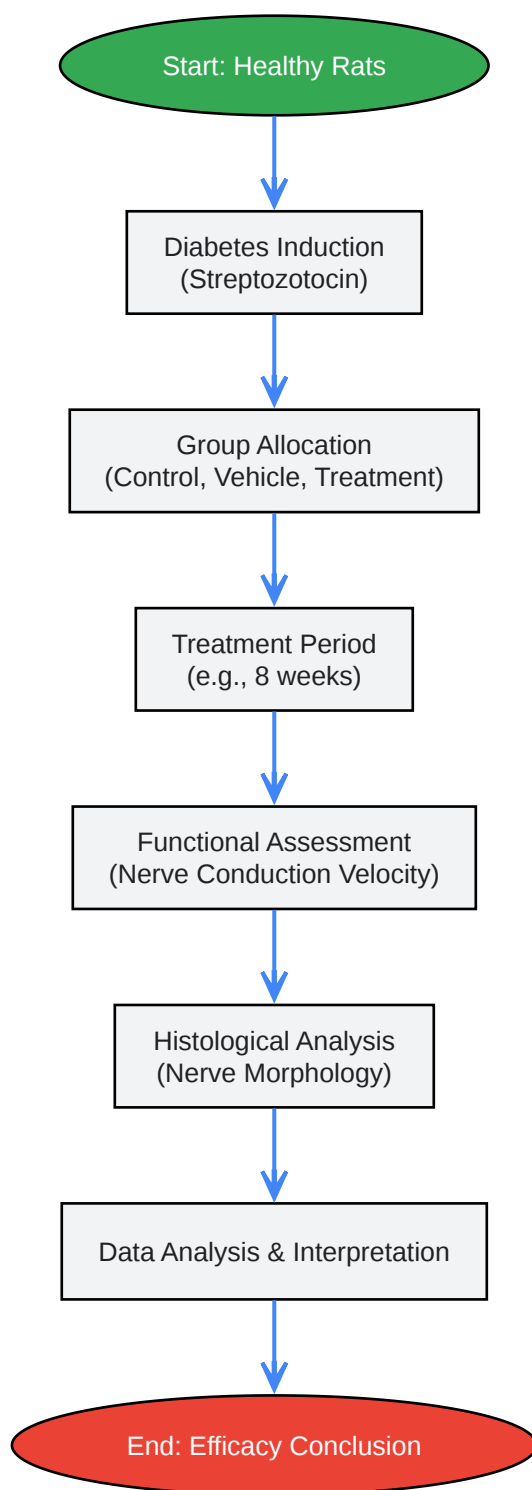 Start: Healthy Rats
Diabetes Induction
(Streptozotocin)
Group Allocation
(Control, Vehicle, Treatment)
Treatment Period
(e.g., 8 weeks)
Functional Assessment
(Nerve Conduction Velocity)
Histological Analysis
(Nerve Morphology)
Data Analysis & Interpretation
End: Efficacy Conclusion